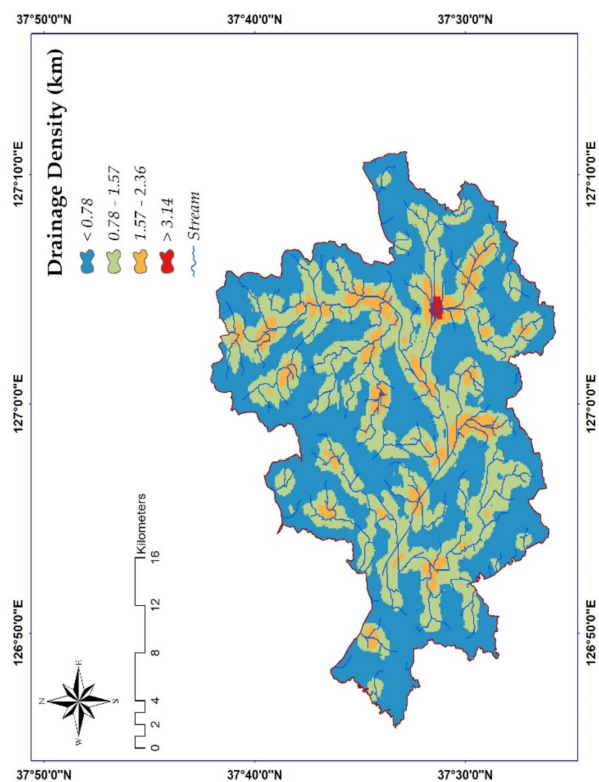 126°50'0"E
127°0'0"E
127°10'0"E
37°50'0"N
37°50'0"N
37°40'0"N
37°40'0"N
37°30'0"N
37°30'0"N
N
W
E
S
0 2 4 8 12 16
Kilometers
Drainage Density (km)
< 0.78
0.78 - 1.57
1.57 - 2.36
> 3.14
Stream
126°50'0"E
127°0'0"E
127°10'0"E